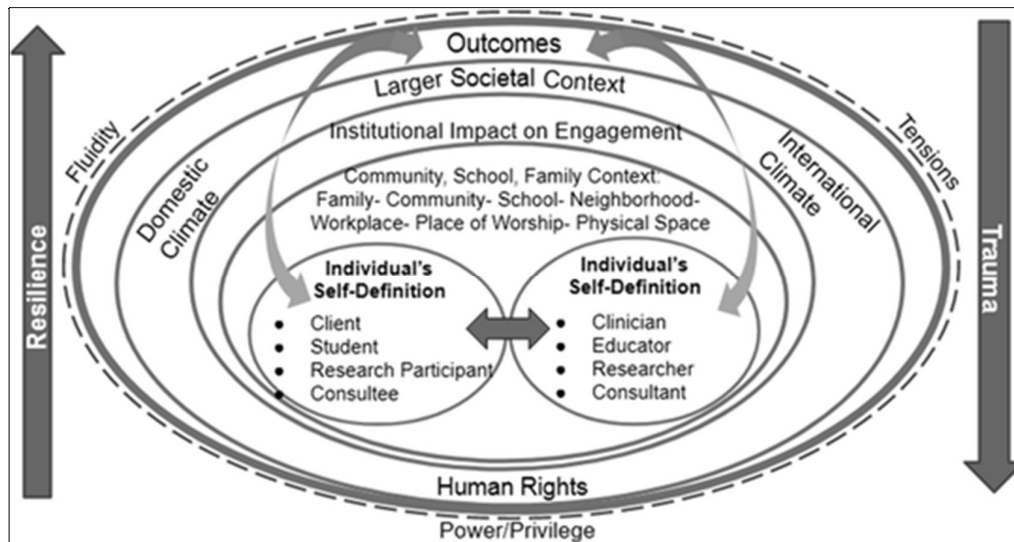 Outcomes
Larger Societal Context
Institutional Impact on Engagement
Community, School, Family Context:
Family- Community- School- Neighborhood-
Workplace- Place of Worship- Physical Space
Fluidity
Tensions
Domestic
Climate
International
Climate
Resilience
Trauma
Individual's
Self-Definition
● Client
● Student
● Research Participant
● Consultee
Individual's
Self-Definition
● Clinician
● Educator
● Researcher
● Consultant
Human Rights
Power/Privilege